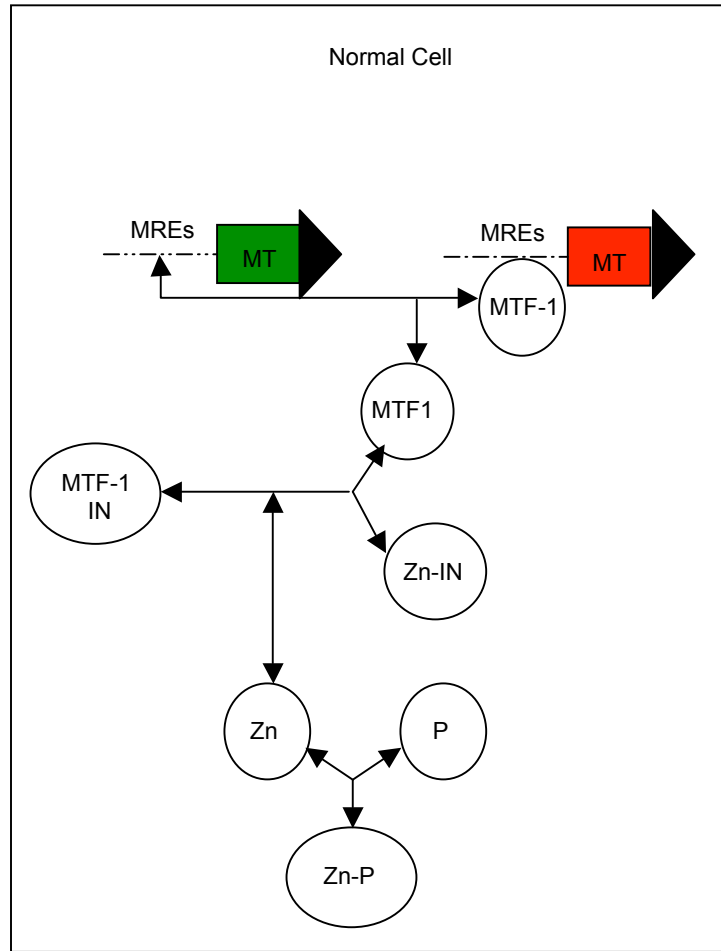 Normal Cell
MREs
MT
MREs
MT
MTF-1
MTF1
MTF-1
IN
Zn-IN
Zn
P
Zn-P